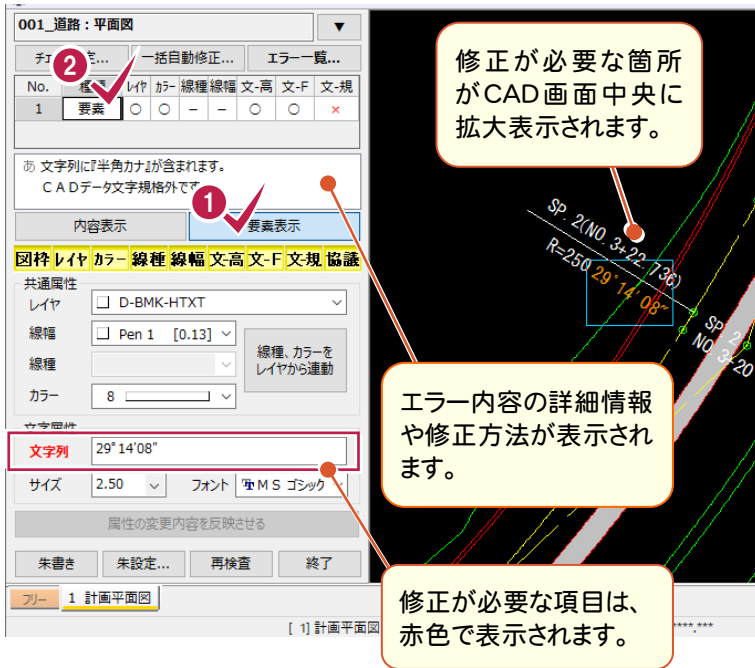 001_道路：平面図
▼
一括自動修正...
エラー一覧...
修正が必要な箇所
がCAD画面中央に
拡大表示されます。
2
No. ﾚｲﾔ ｶﾗｰ 線種 線幅 文-高 文-F 文-規
1 要素 ○ ○ − − ○ ○ ×
あ 文字列に『半角カナ』が含まれます。
ＣＡＤデータ文字規格外で
1
内容表示
要素表示
図枠 ﾚｲﾔ ｶﾗｰ 線種 線幅 文-高 文-F 文-規 協議
共通属性
レイヤ D-BMK-HTXT
線幅 Pen 1 [0.13]
線種
線種、カラーを
レイヤから連動
カラー 8
文字属性
文字列 29ﾟ14'08"
サイズ 2.50 フォント ＭＳ ゴシック
属性の変更内容を反映させる
朱書き 朱設定... 再検査 終了
フリー 1 計画平面図
[ 1] 計画平面図
****,***
SP. 2(NO. 3+22. 736)
R=250
29ﾟ14'08"
SP. 2
NO. 3+20
エラー内容の詳細情報
や修正方法が表示され
ます。
修正が必要な項目は、
赤色で表示されます。